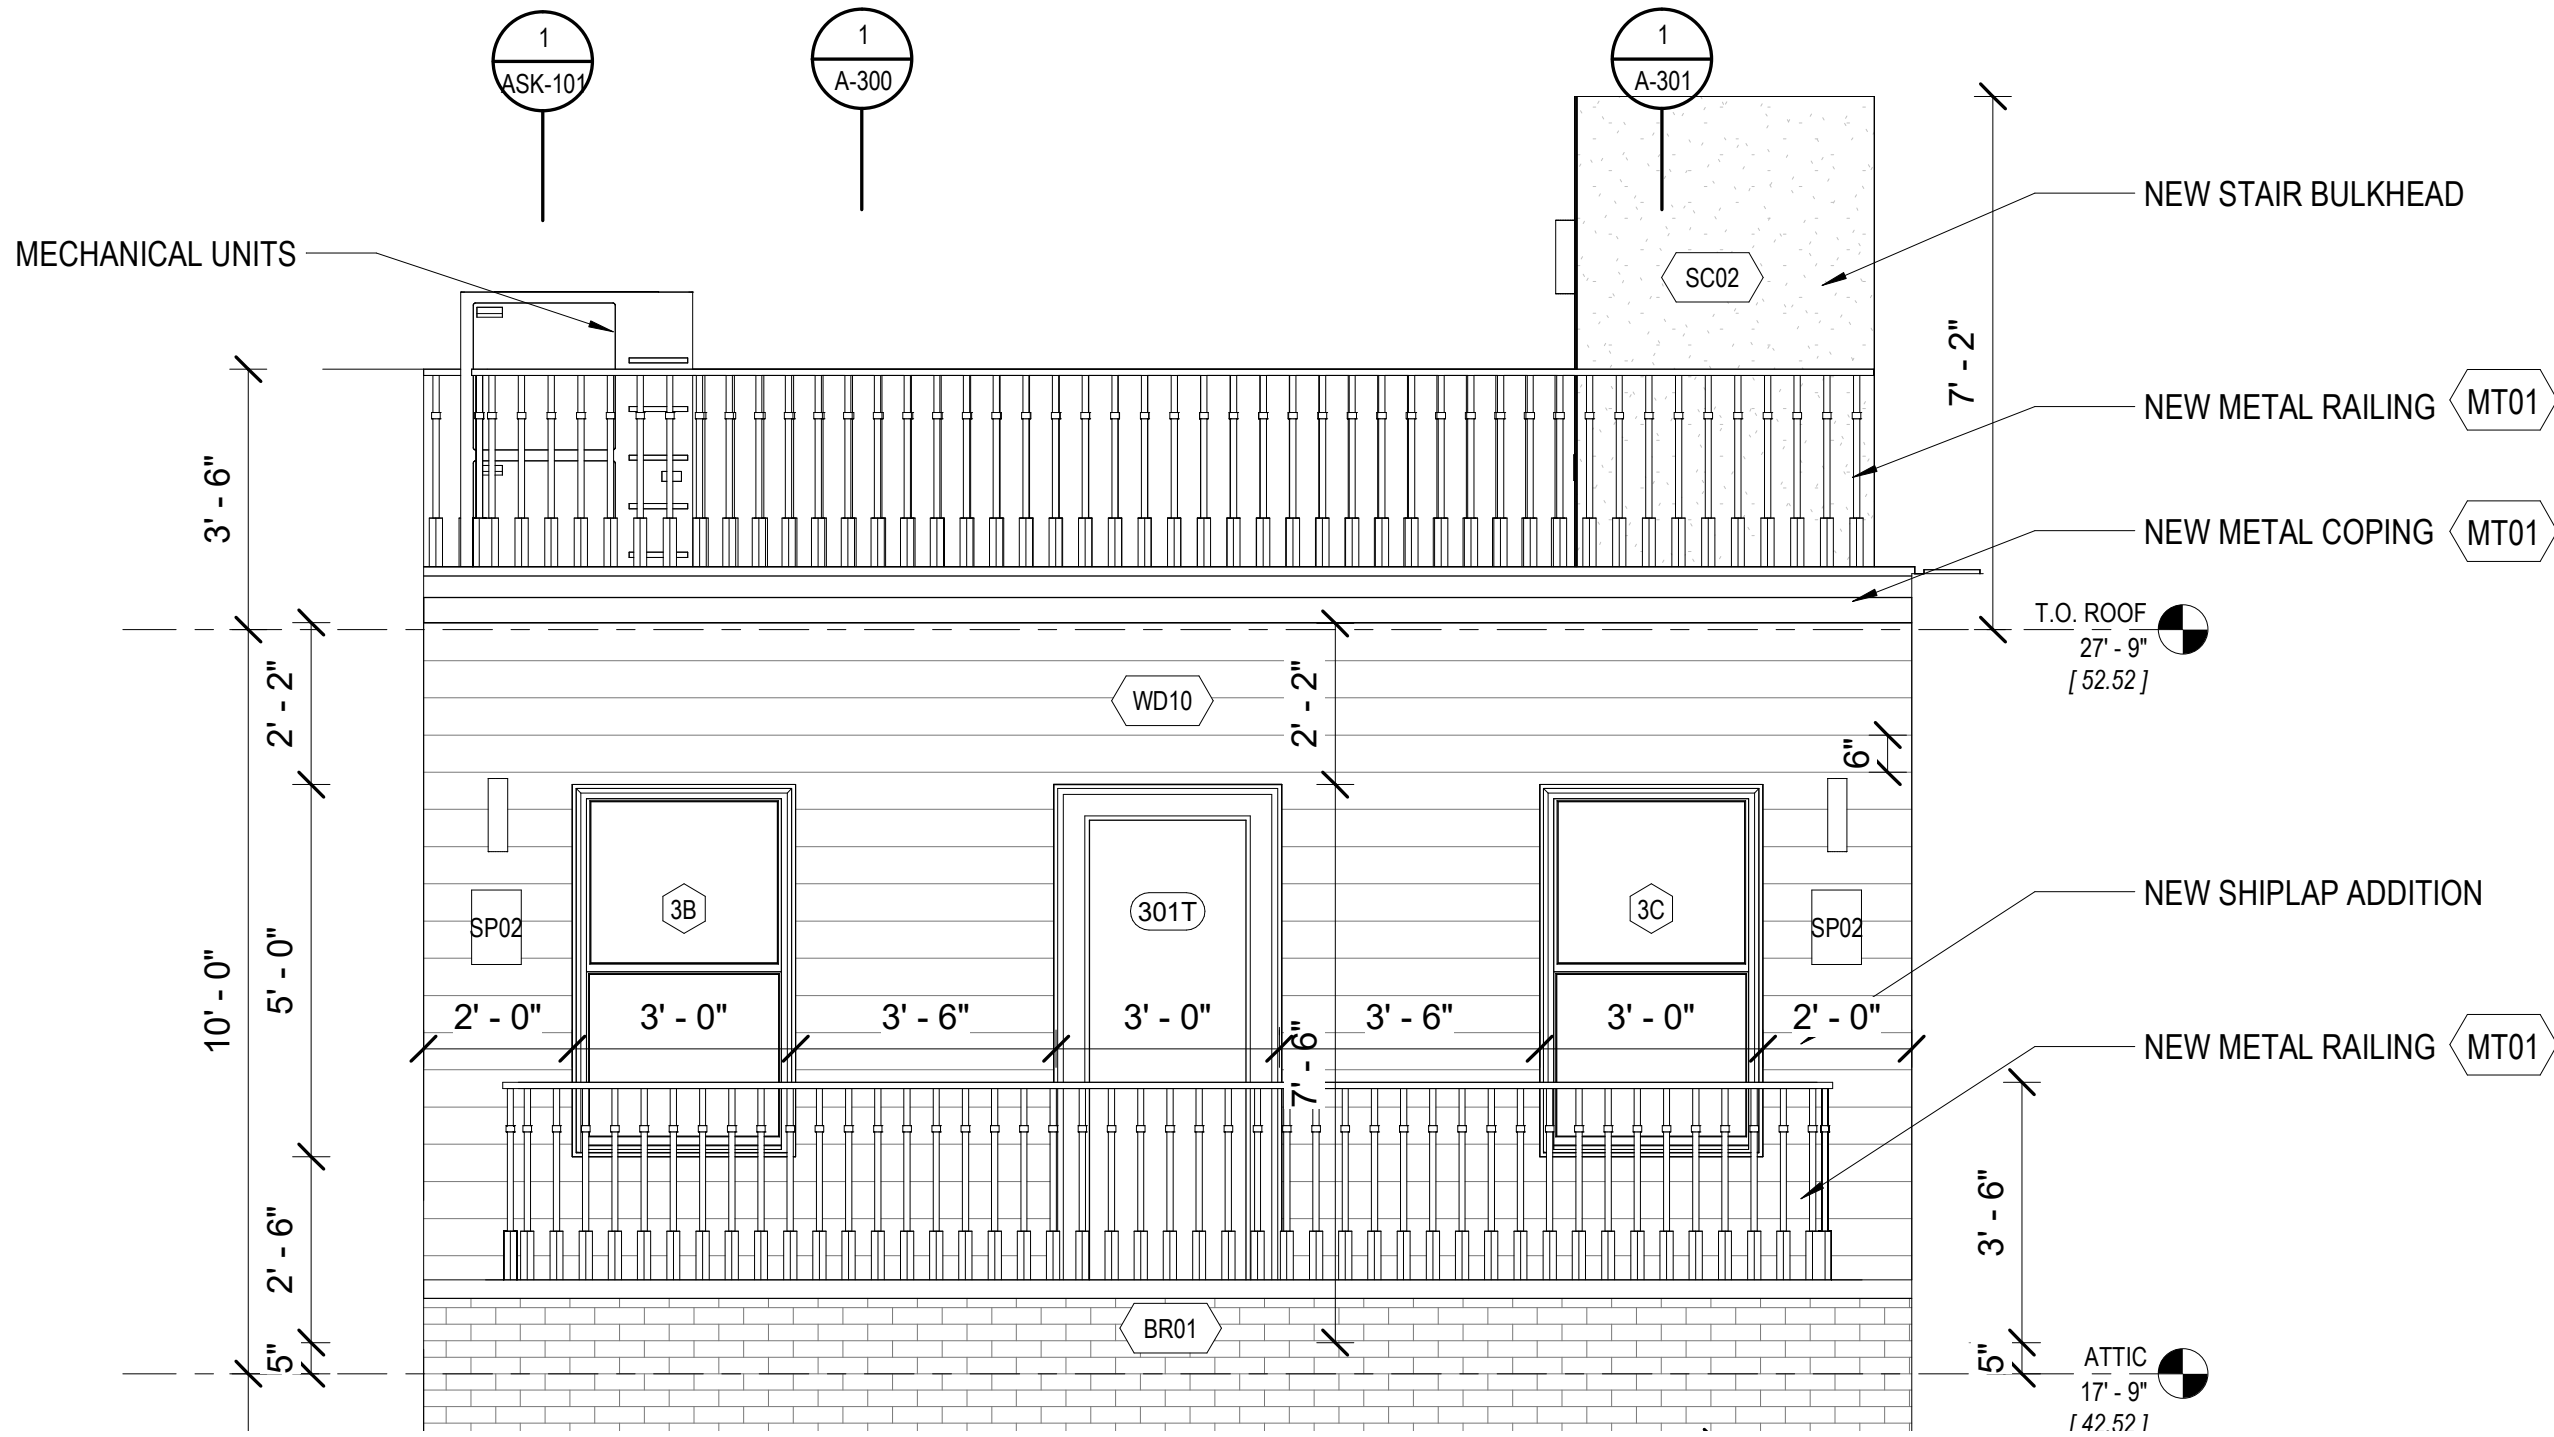 1
ASK-101
1
A-300
1
A-301
NEW STAIR BULKHEAD
MECHANICAL UNITS
SC02
7' - 2"
NEW METAL RAILING MT01
3' - 6"
NEW METAL COPING MT01
T.O. ROOF
27' - 9"
[ 52.52 ]
2' - 2"
WD10
2' - 2"
6"
NEW SHIPLAP ADDITION
3B
301T
3C
SP02
SP02
10' - 0"
5' - 0"
2' - 0"
3' - 0"
3' - 6"
3' - 0"
3' - 6"
3' - 0"
2' - 0"
7' - 6"
NEW METAL RAILING MT01
3' - 6"
2' - 6"
BR01
5"
5"
ATTIC
17' - 9"
[ 42.52 ]